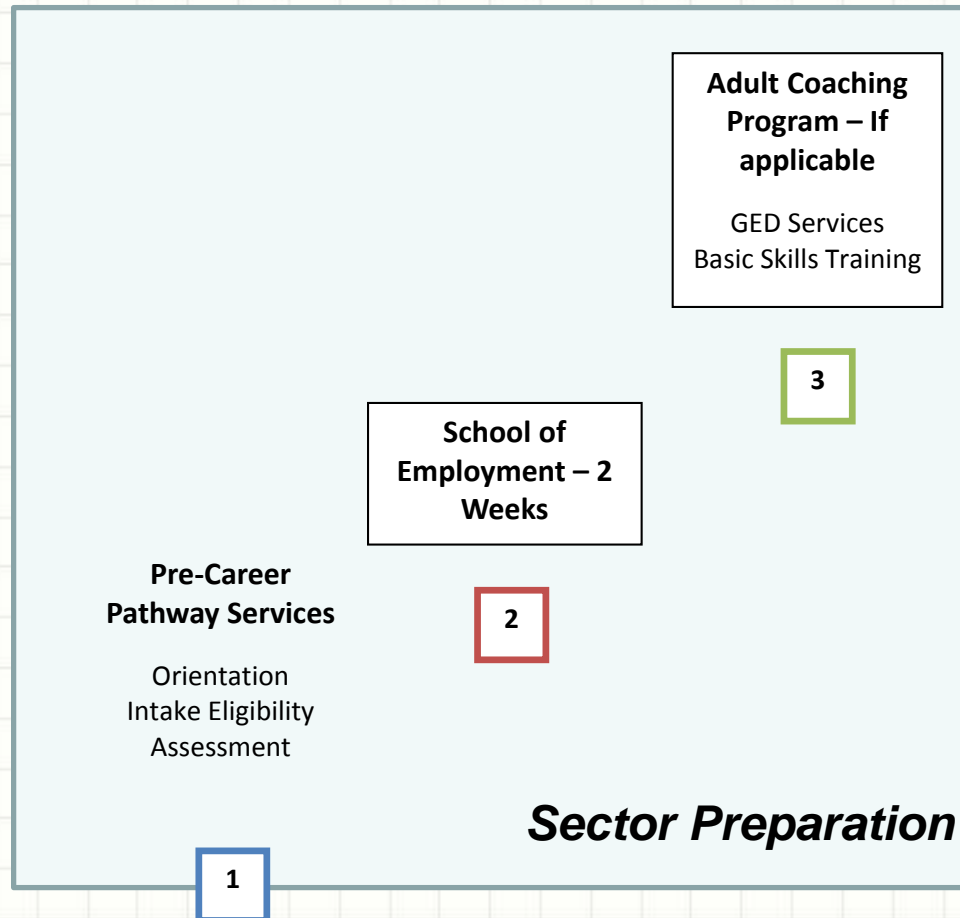 Adult Coaching
Program – If
applicable
GED Services
Basic Skills Training
3
School of
Employment – 2
Weeks
2
Pre-Career
Pathway Services
Orientation
Intake Eligibility
Assessment
Sector Preparation
1